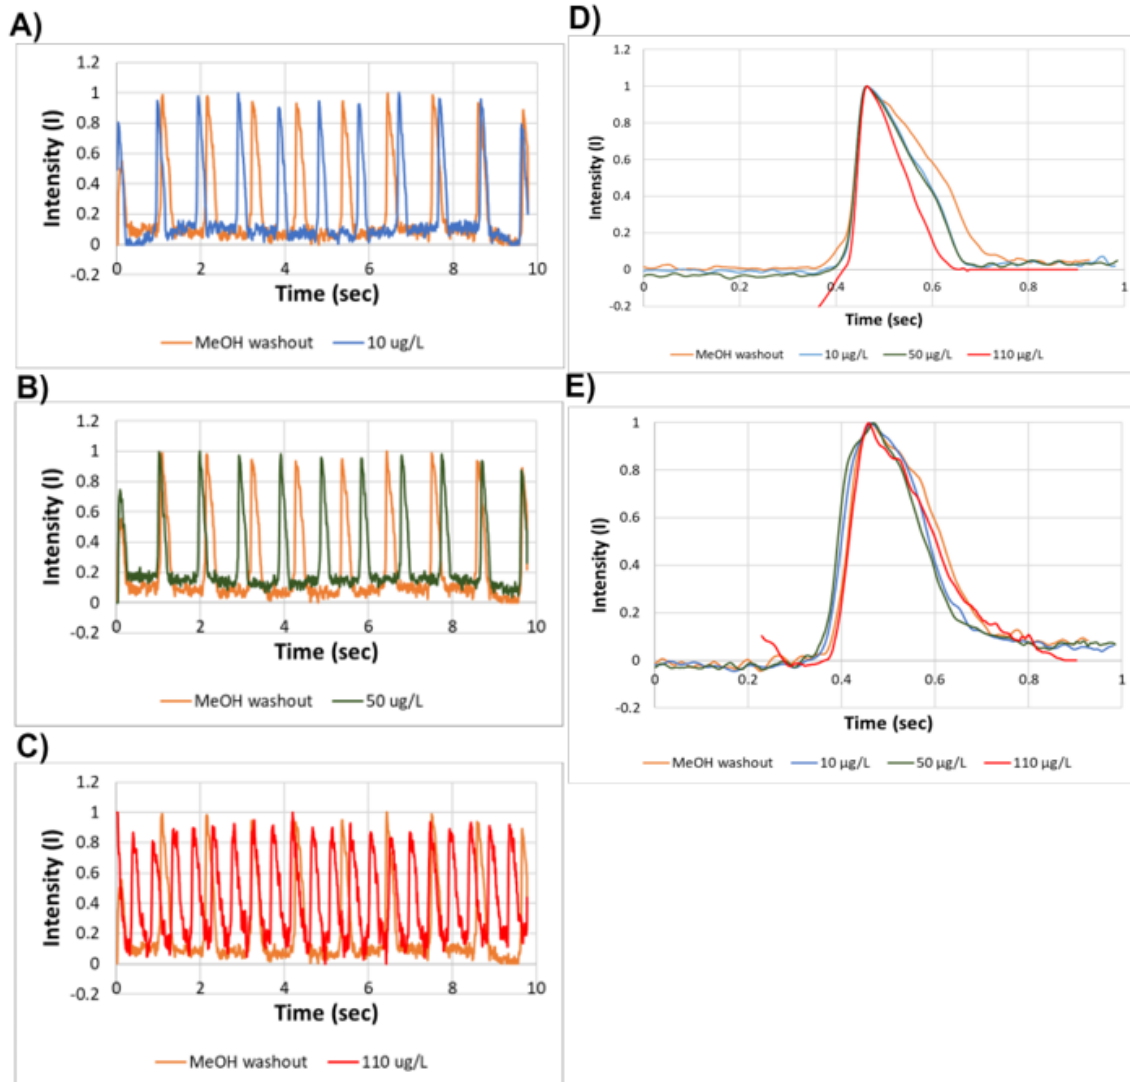 A)
Intensity (I)
1.2
1
0.8
0.6
0.4
0.2
0
-0.2
0 2 4 6 8 10
Time (sec)
MeOH washout 10 ug/L
B)
Intensity (I)
1.2
1
0.8
0.6
0.4
0.2
0
-0.2
0 2 4 6 8 10
Time (sec)
MeOH washout 50 ug/L
C)
Intensity (I)
1.2
1
0.8
0.6
0.4
0.2
0
-0.2
0 2 4 6 8 10
Time (sec)
MeOH washout 110 ug/L
D)
Intensity (I)
1.2
1
0.8
0.6
0.4
0.2
0
-0.2
0 0.2 0.4 0.6 0.8 1
Time (sec)
MeOH washout 10 µg/L 50 µg/L 110 µg/L
E)
Intensity (I)
1
0.8
0.6
0.4
0.2
0
-0.2
0 0.2 0.4 0.6 0.8 1
Time (sec)
MeOH washout 10 µg/L 50 µg/L 110 µg/L